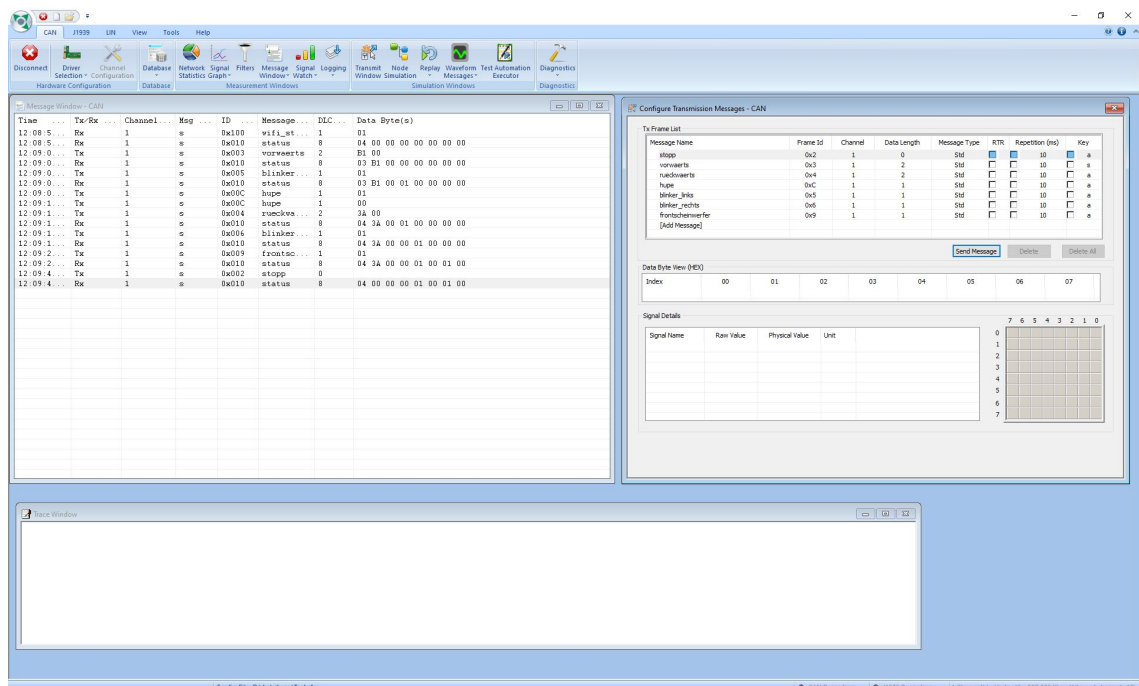 CAN J1939 LIN View Tools Help
Disconnect Driver Selection Channel Configuration Database Network Statistics Signal Graph Filters Message Window Signal Watch Logging Transmit Window Node Simulation Replay Waveform Messages Test Automation Executor Diagnostics
Hardware Configuration Database Measurement Windows Simulation Windows Diagnostics
Message Window - CAN
Time ... Tx/Rx ... Channel... Msg ... ID ... Message... DLC... Data Byte(s)
12:08:5... Rx 1 s 0x100 wifi_st... 1 01
12:08:5... Rx 1 s 0x010 status 8 04 00 00 00 00 00 00 00
12:09:0... Tx 1 s 0x003 vorwaerts 2 B1 00
12:09:0... Rx 1 s 0x010 status 8 03 B1 00 00 00 00 00 00
12:09:0... Tx 1 s 0x005 blinker... 1 01
12:09:0... Rx 1 s 0x010 status 8 03 B1 00 01 00 00 00 00
12:09:0... Tx 1 s 0x00C hupe 1 01
12:09:1... Tx 1 s 0x00C hupe 1 00
12:09:1... Tx 1 s 0x004 rueckva... 2 3A 00
12:09:1... Rx 1 s 0x010 status 8 04 3A 00 01 00 00 00 00
12:09:1... Tx 1 s 0x006 blinker... 1 01
12:09:1... Rx 1 s 0x010 status 8 04 3A 00 00 01 00 00 00
12:09:2... Tx 1 s 0x009 frontsc... 1 01
12:09:2... Rx 1 s 0x010 status 8 04 3A 00 00 01 00 01 00
12:09:4... Tx 1 s 0x002 stopp 0
12:09:4... Rx 1 s 0x010 status 8 04 00 00 00 01 00 01 00
Configure Transmission Messages - CAN
Tx Frame List
Message Name Frame Id Channel Data Length Message Type RTR Repetition (ms) Key
stopp 0x2 1 0 Std 10 a
vorwaerts 0x3 1 2 Std 10 s
rueckwaerts 0x4 1 2 Std 10 a
hupe 0xC 1 1 Std 10 a
blinker_links 0x5 1 1 Std 10 a
blinker_rechts 0x6 1 1 Std 10 a
frontscheinwerfer 0x9 1 1 Std 10 a
[Add Message]
Send Message Delete Delete All
Data Byte View (HEX)
Index 00 01 02 03 04 05 06 07
Signal Details
7 6 5 4 3 2 1 0
Signal Name Raw Value Physical Value Unit
0
1
2
3
4
5
6
7
Trace Window